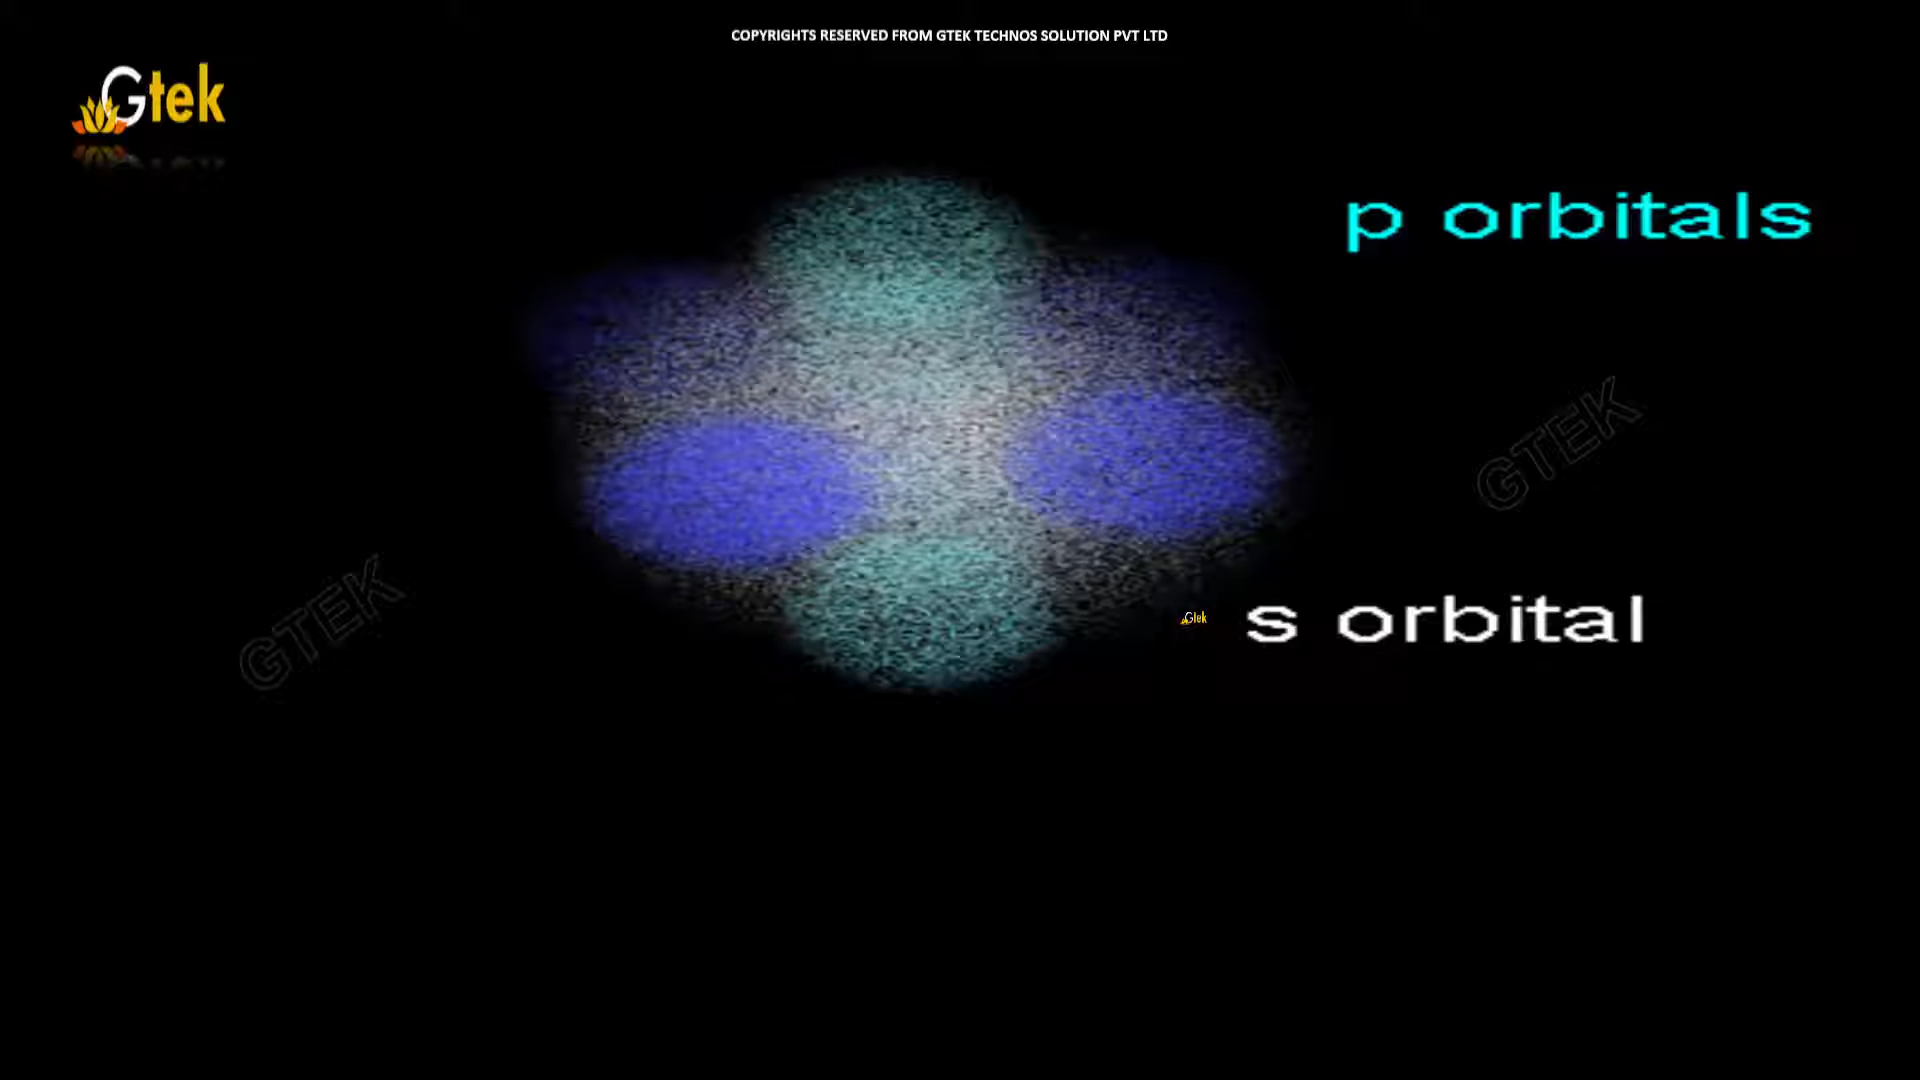 COPYRIGHTS RESERVED FROM GTEK TECHNOS SOLUTION PVT LTD
Gtek
p orbitals
GTEK
GTEK
Gtek
s orbital